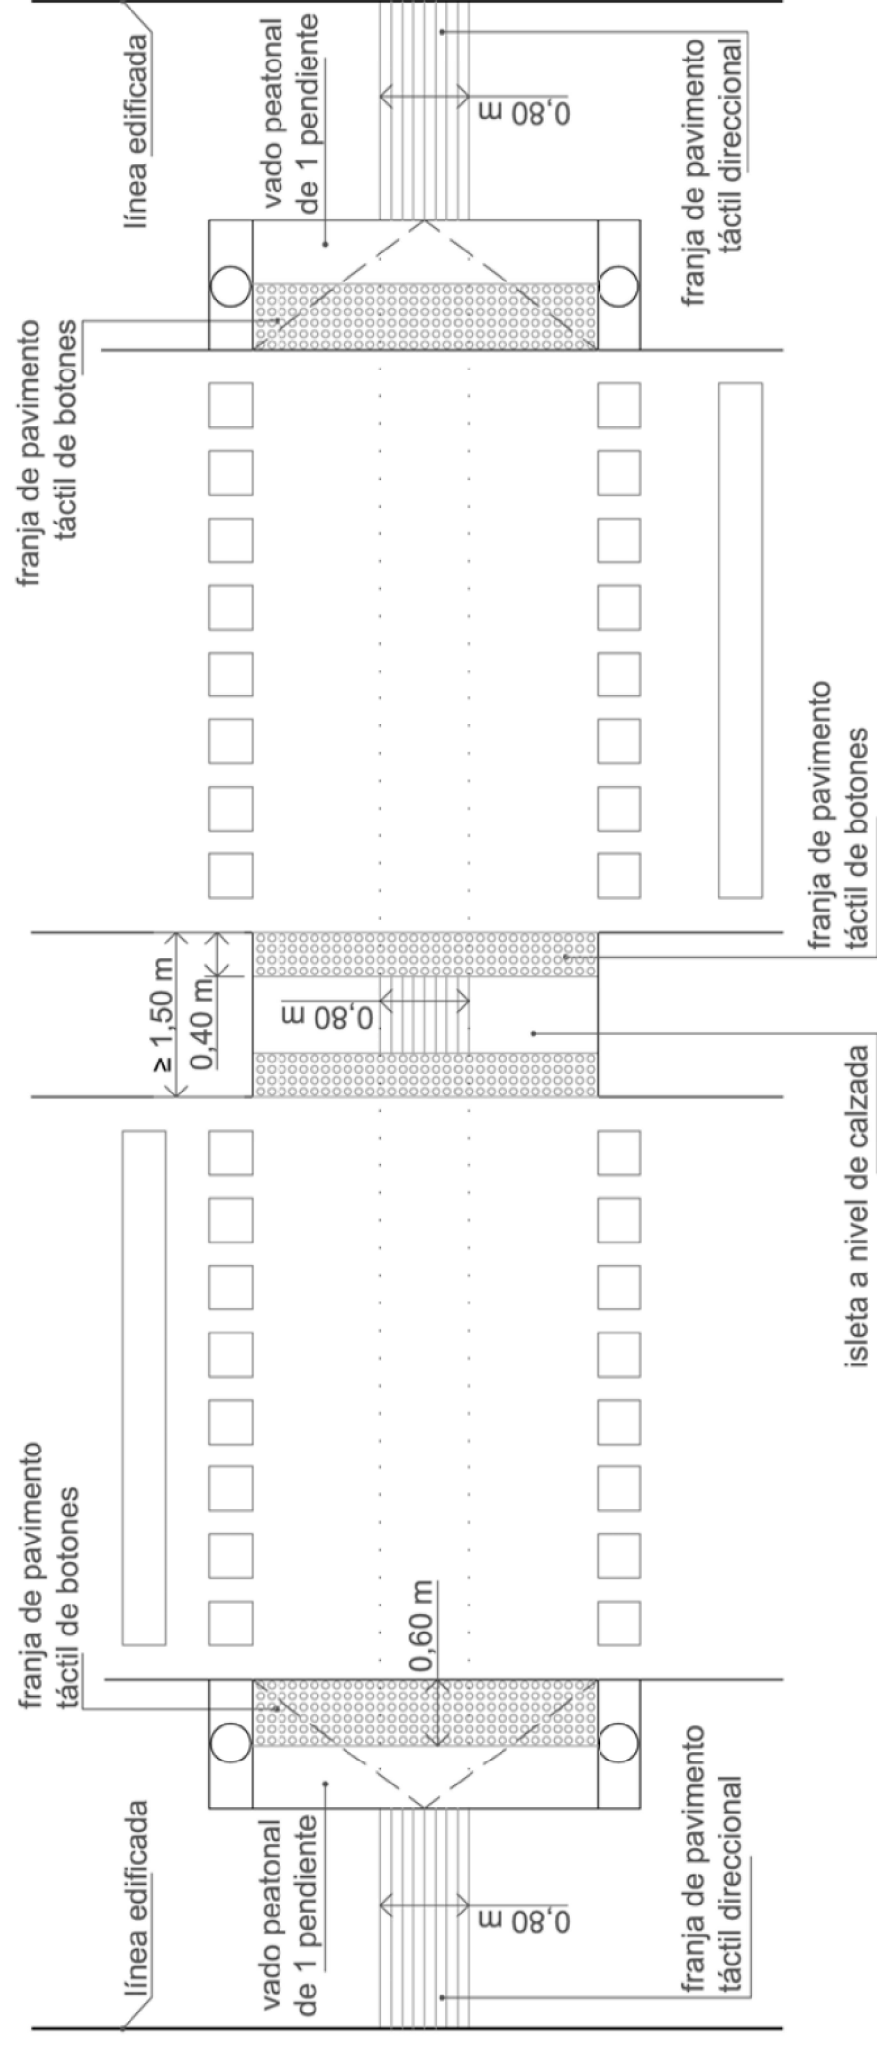 línea edificada
vado peatonal
de 1 pendiente
0,80 m
franja de pavimento
táctil direccional
franja de pavimento
táctil de botones
0,60 m
≥ 1,50 m
0,40 m
0,80 m
isleta a nivel de calzada
franja de pavimento
táctil de botones
franja de pavimento
táctil de botones
línea edificada
vado peatonal
de 1 pendiente
0,80 m
franja de pavimento
táctil direccional